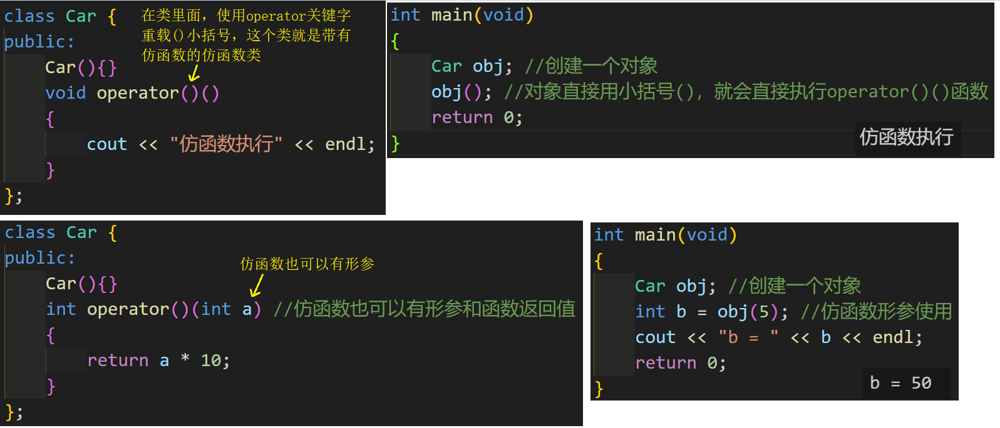 class Car {
public:
Car(){}
void operator()()
{
cout << "仿函数执行" << endl;
}
};
在类里面，使用operator关键字
重载()小括号，这个类就是带有
仿函数的仿函数类
int main(void)
{
Car obj; //创建一个对象
obj(); //对象直接用小括号()，就会直接执行operator()()函数
return 0;
}
仿函数执行
class Car {
public:
Car(){}
int operator()(int a) //仿函数也可以有形参和函数返回值
{
return a * 10;
}
};
仿函数也可以有形参
int main(void)
{
Car obj; //创建一个对象
int b = obj(5); //仿函数形参使用
cout << "b = " << b << endl;
return 0;
}
b = 50